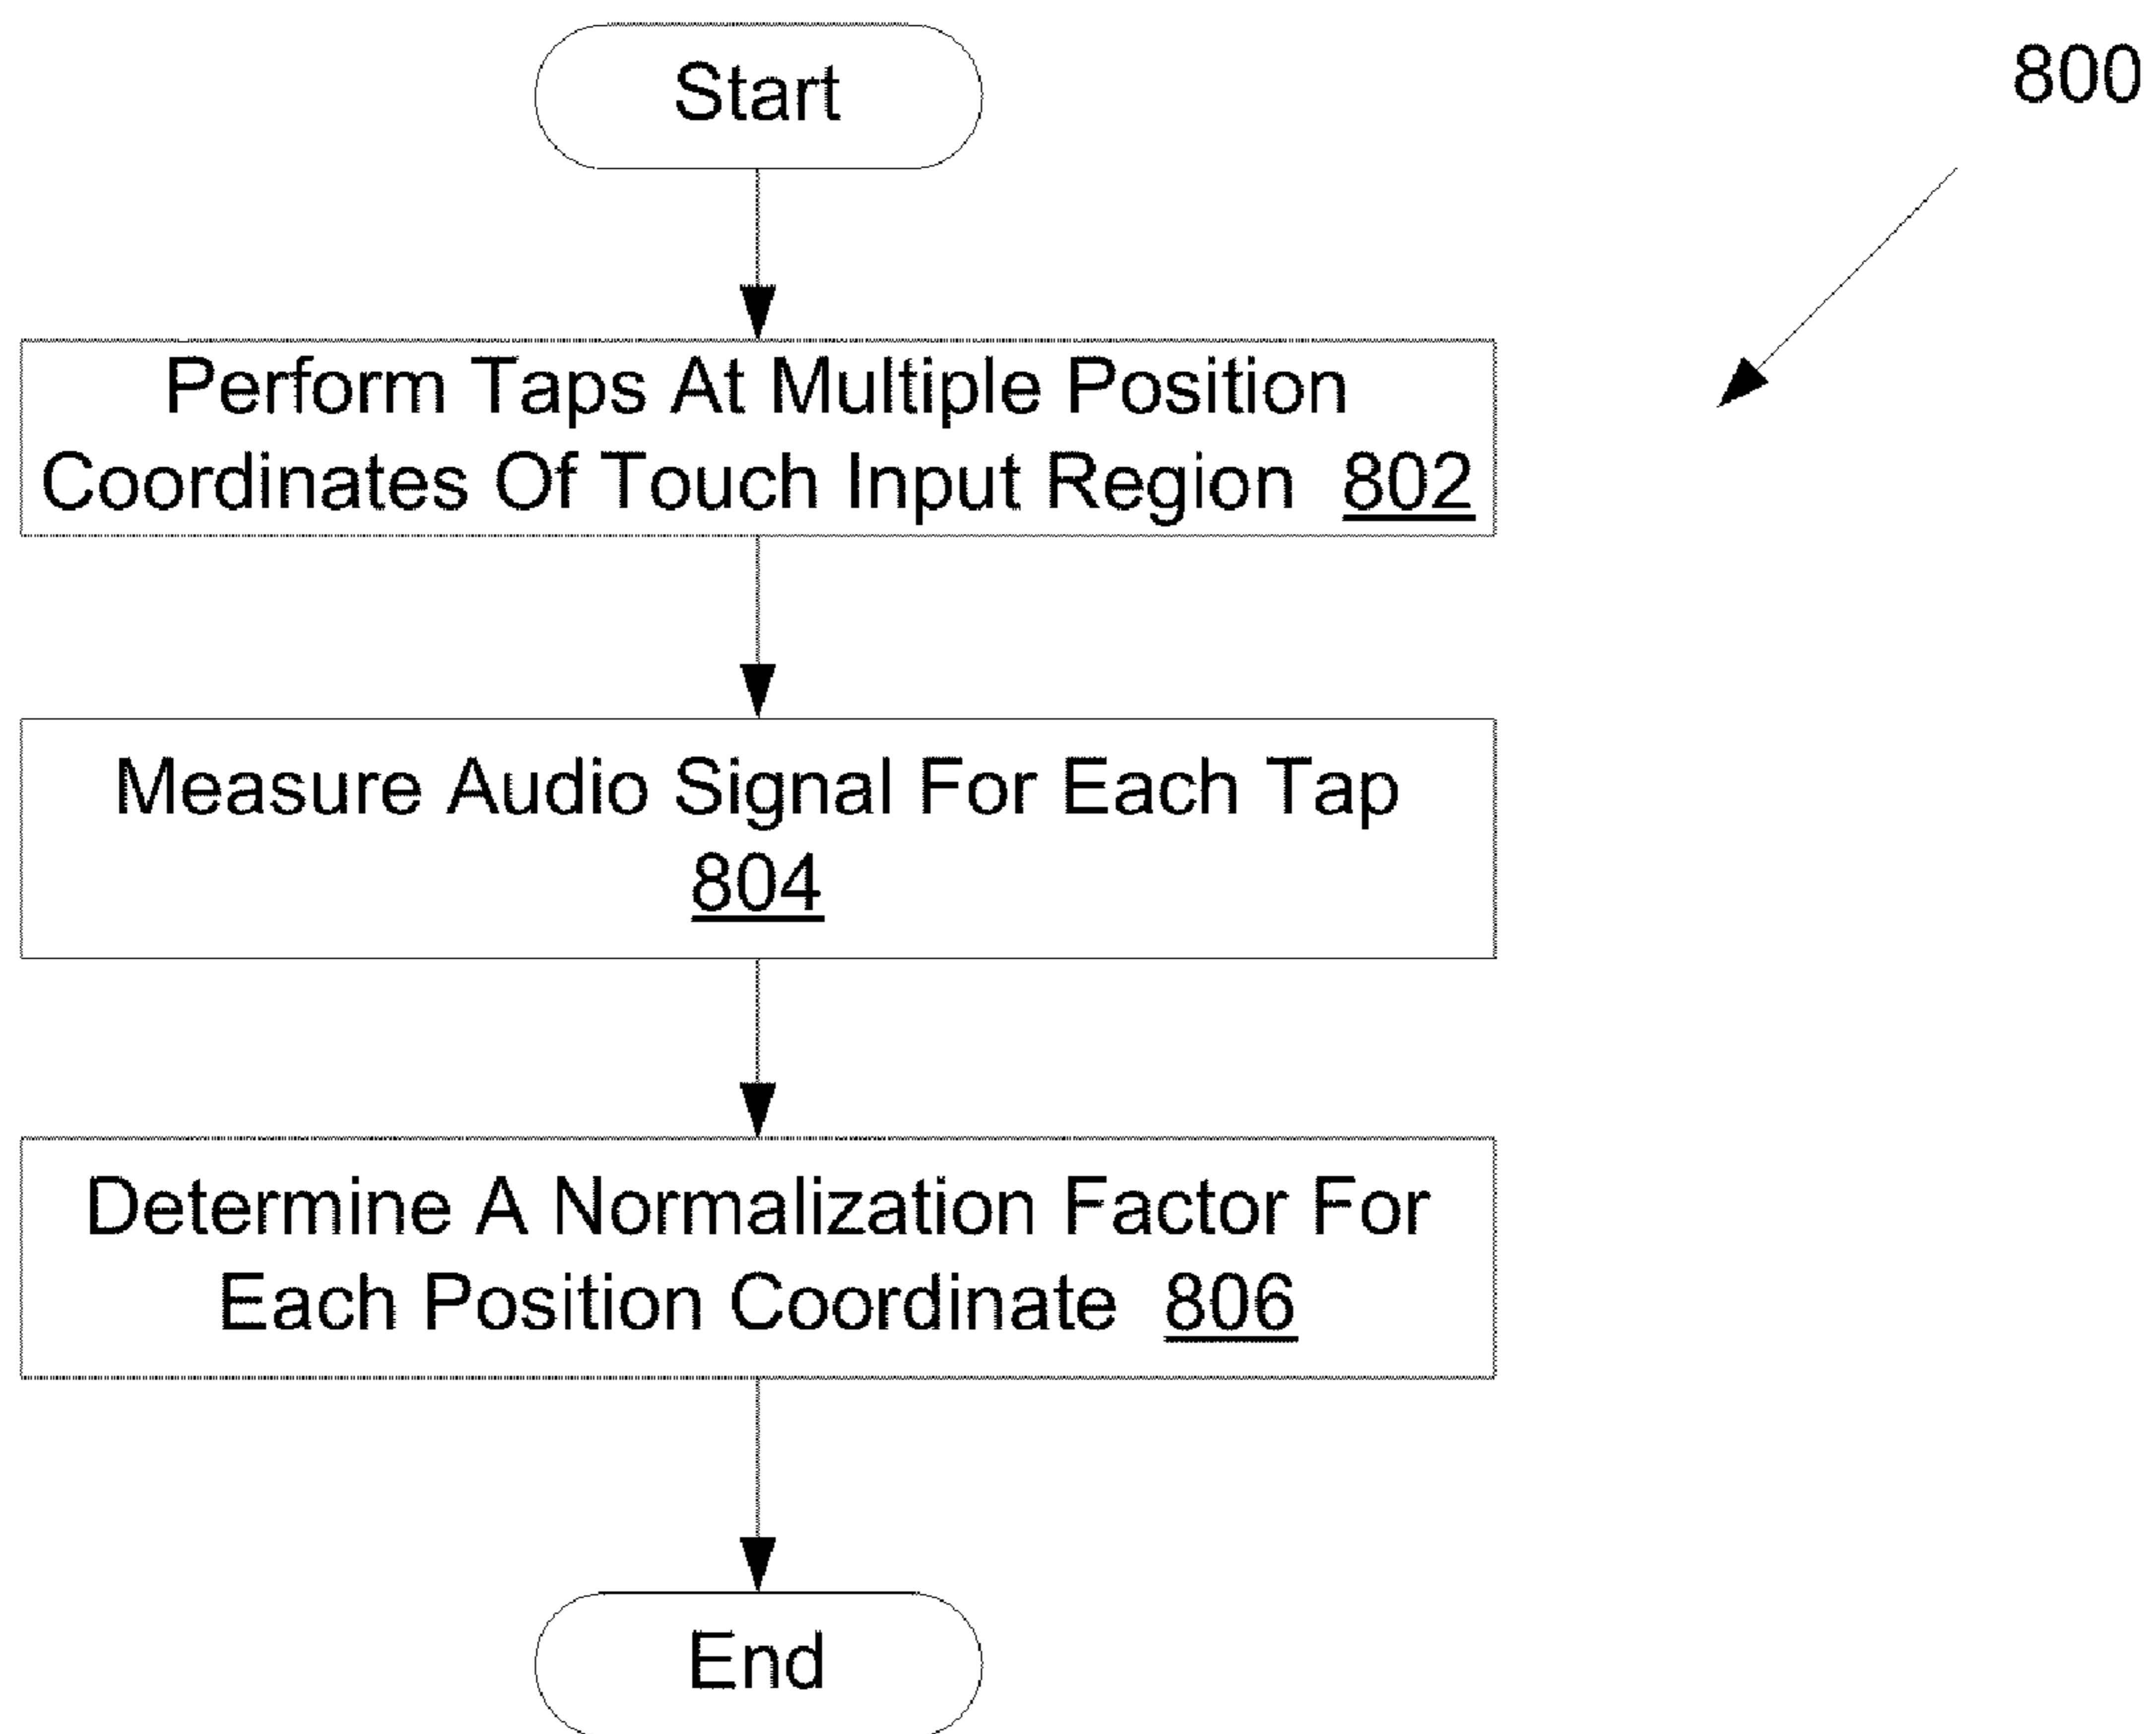 Start
800
Perform Taps At Multiple Position
Coordinates Of Touch Input Region 802
Measure Audio Signal For Each Tap
804
Determine A Normalization Factor For
Each Position Coordinate 806
End